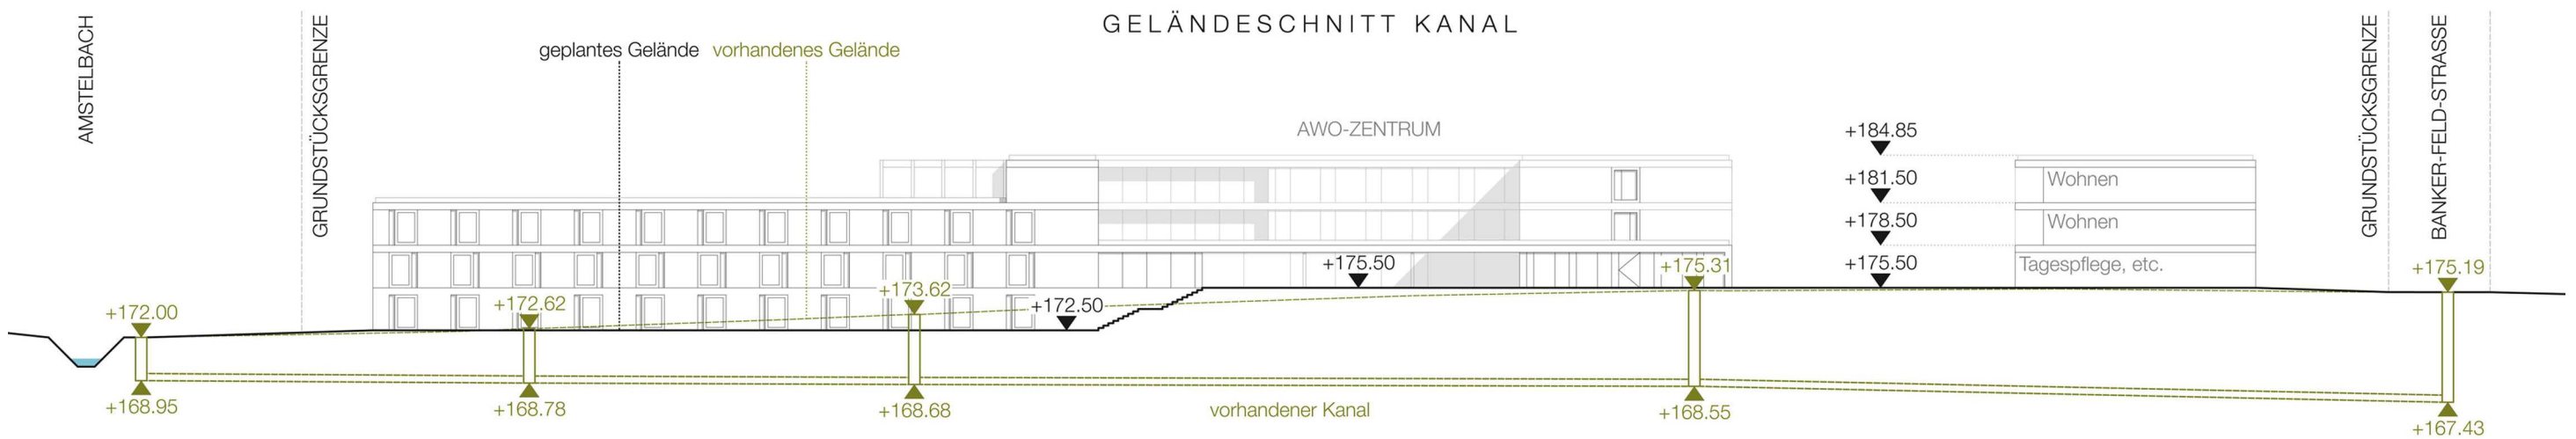 GELÄNDESCHNITT KANAL
AMSTELBACH
GRUNDSTÜCKSGRENZE
geplantes Gelände
vorhandenes Gelände
AWO-ZENTRUM
GRUNDSTÜCKSGRENZE
BANKER-FELD-STRASSE
+184.85
+181.50
Wohnen
+178.50
Wohnen
+175.50
+175.31
+175.50
Tagespflege, etc.
+175.19
+172.00
+172.62
+173.62
+172.50
+168.95
+168.78
+168.68
vorhandener Kanal
+168.55
+167.43